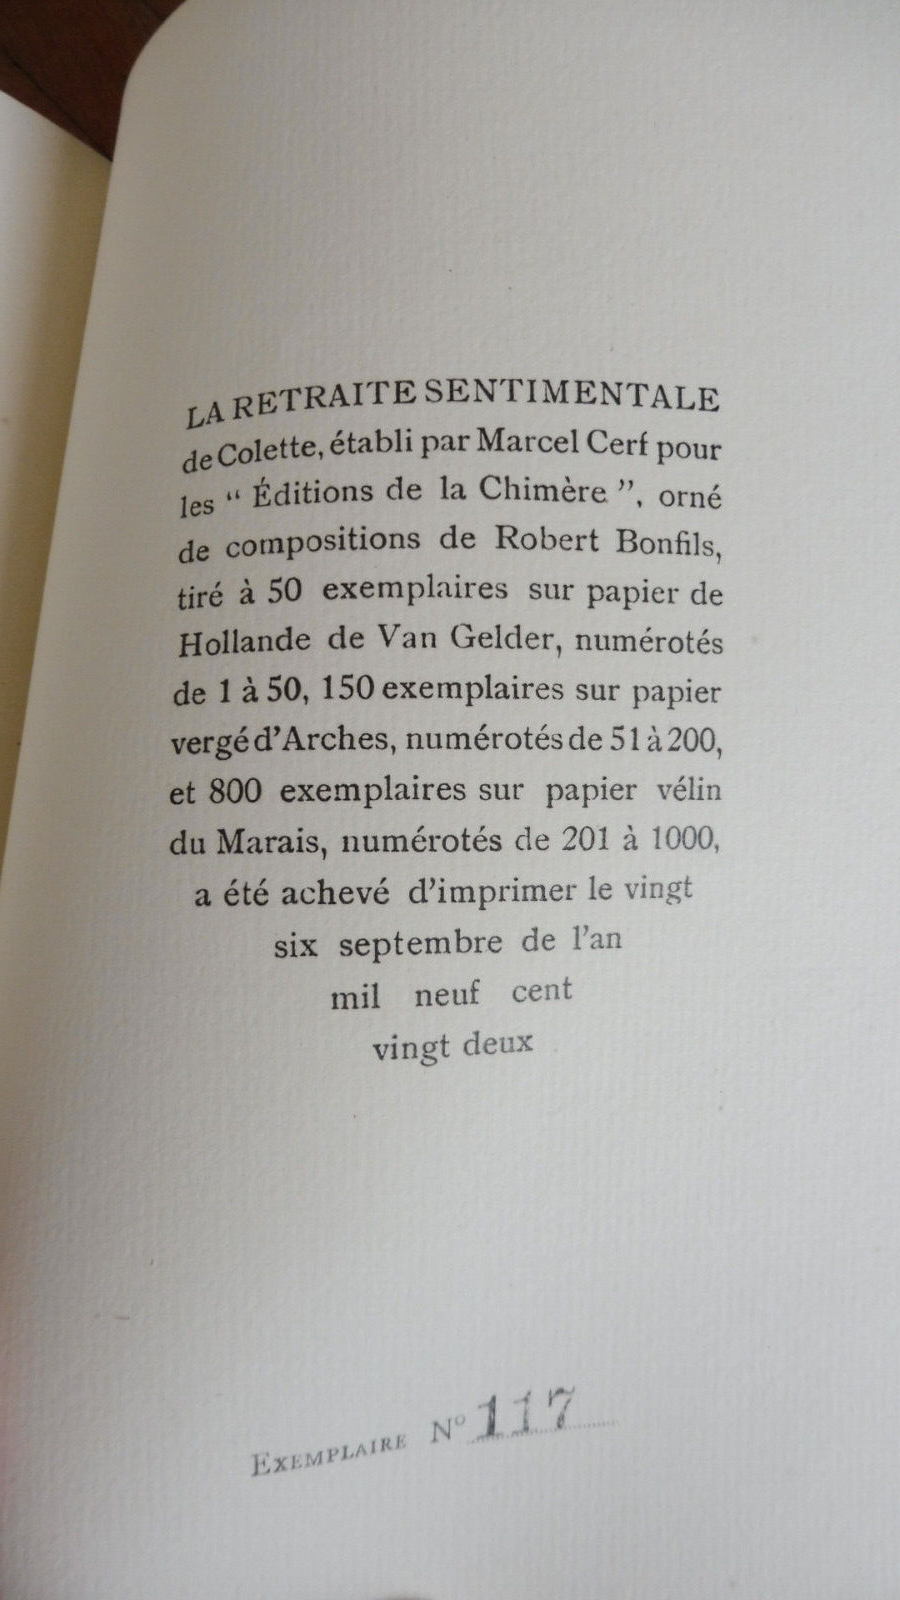 LA RETRAITE SENTIMENTALE
de Colette, établi par Marcel Cerf pour
les “ Éditions de la Chimère ”, orné
de compositions de Robert Bonfils,
tiré à 50 exemplaires sur papier de
Hollande de Van Gelder, numérotés
de 1 à 50, 150 exemplaires sur papier
vergé d’Arches, numérotés de 51 à 200,
et 800 exemplaires sur papier vélin
du Marais, numérotés de 201 à 1000,
a été achevé d’imprimer le vingt
six septembre de l’an
mil neuf cent
vingt deux
EXEMPLAIRE N° 117